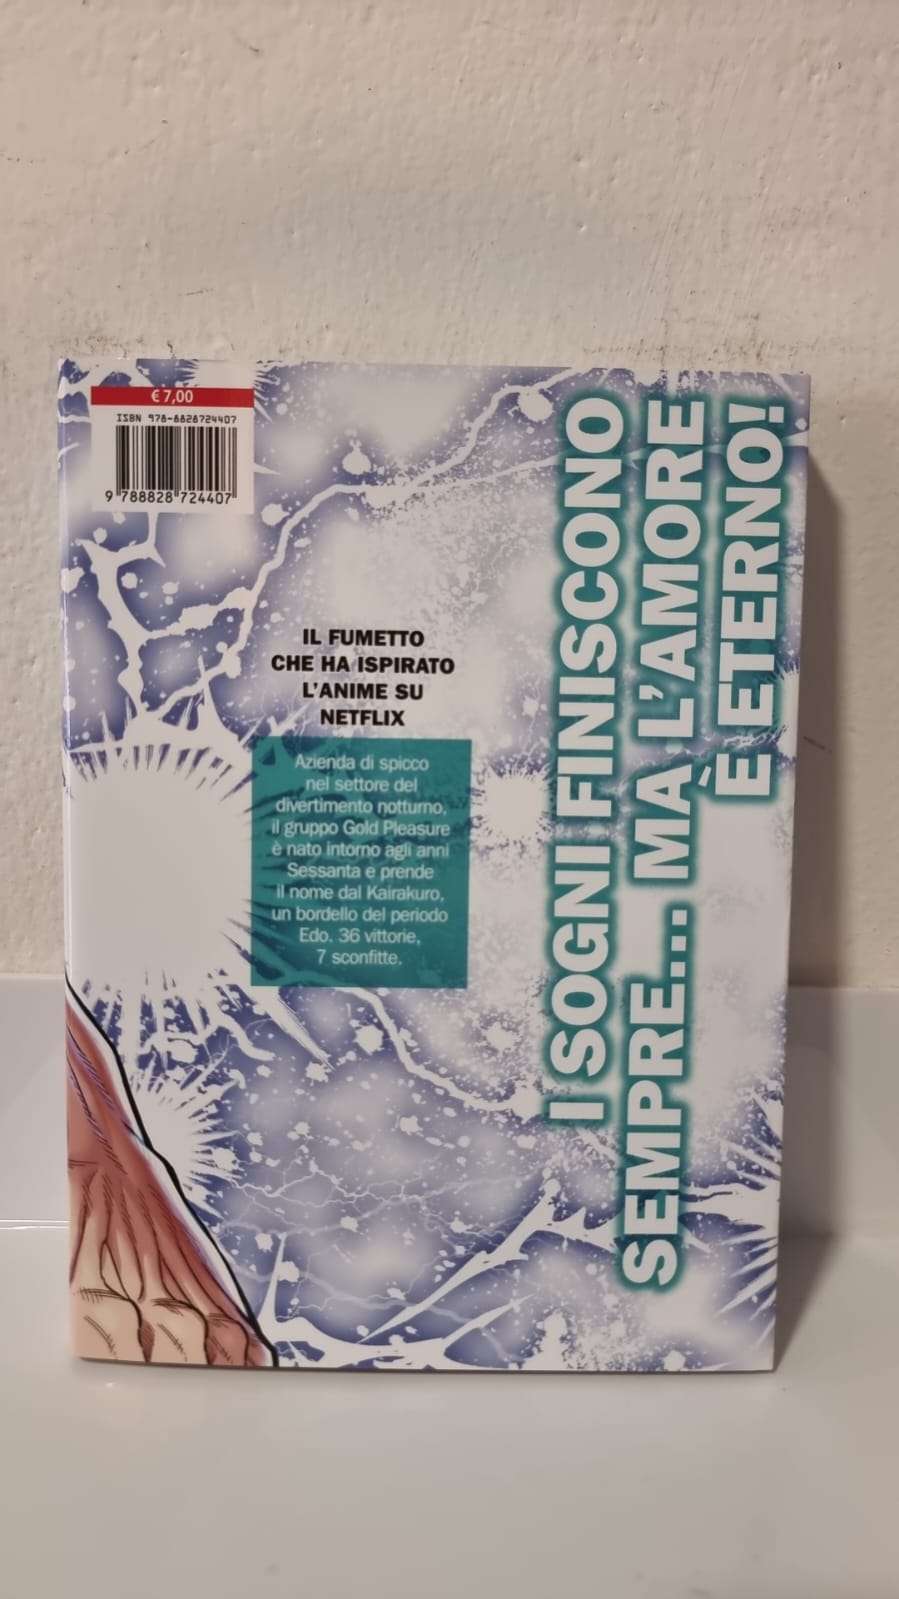 € 7,00
ISBN 978-8828724407
9 788828 724407
IL FUMETTO
CHE HA ISPIRATO
L'ANIME SU
NETFLIX
Azienda di spicco
nel settore del
divertimento notturno,
il gruppo Gold Pleasure
è nato intorno agli anni
Sessanta e prende
il nome dal Kairakuro,
un bordello del periodo
Edo. 36 vittorie,
7 sconfitte.
I SOGNI FINISCONO
SEMPRE... MA L'AMORE
È ETERNO!